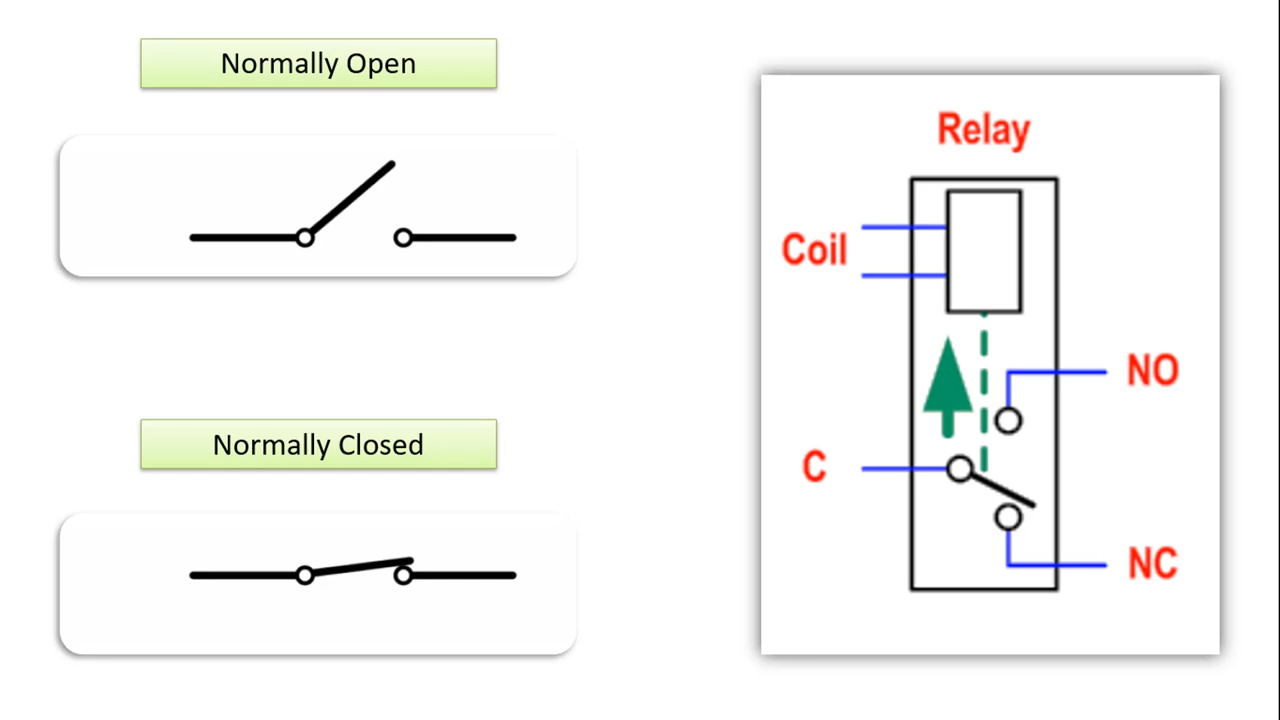 Normally Open
Normally Closed
Relay
Coil
NO
C
NC